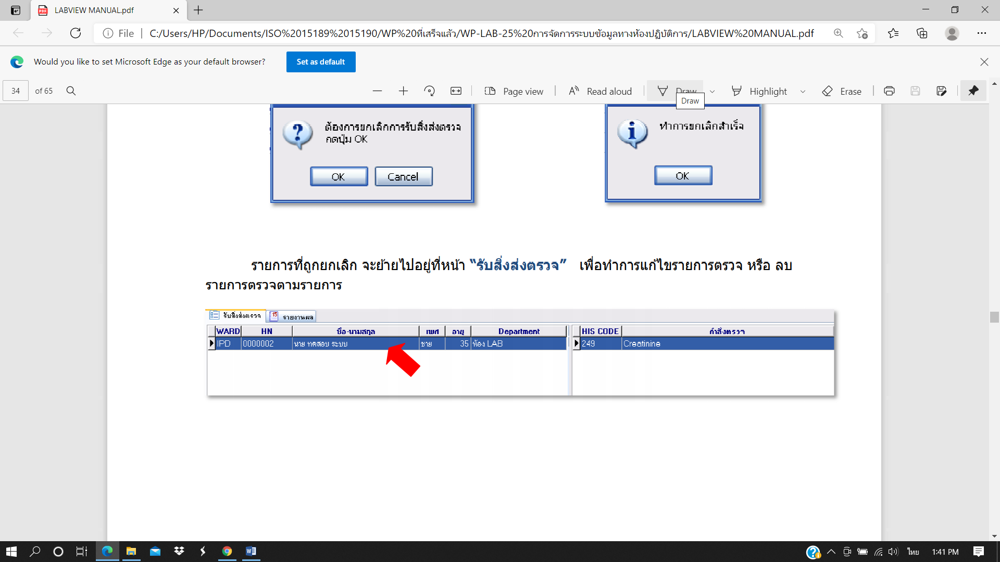 LABVIEW MANUAL.pdf
File
C:/Users/HP/Documents/ISO%2015189%2015190/WP%20ที่เสร็จแล้ว/WP-LAB-25%20การจัดการระบบข้อมูลทางห้องปฏิบัติการ/LABVIEW%20MANUAL.pdf
Would you like to set Microsoft Edge as your default browser?
Set as default
34 of 65
Page view
Read aloud
Draw
Highlight
Erase
Draw
ต้องการยกเลิกการรับสิ่งส่งตรวจ
กดปุ่ม OK
OK Cancel
ทำการยกเลิกสำเร็จ
OK
รายการที่ถูกยกเลิก จะย้ายไปอยู่ที่หน้า “รับสิ่งส่งตรวจ” เพื่อทำการแก้ไขรายการตรวจ หรือ ลบ
รายการตรวจตามรายการ
รับสิ่งส่งตรวจ 15 รายงานผล
WARD HN ชื่อ-นามสกุล เพศ อายุ Department HIS CODE คำสั่งตรวจ
IPD 0000002 นาย ทดสอบ ระบบ ชาย 35 ห้อง LAB 249 Creatinine
ไทย
1:41 PM